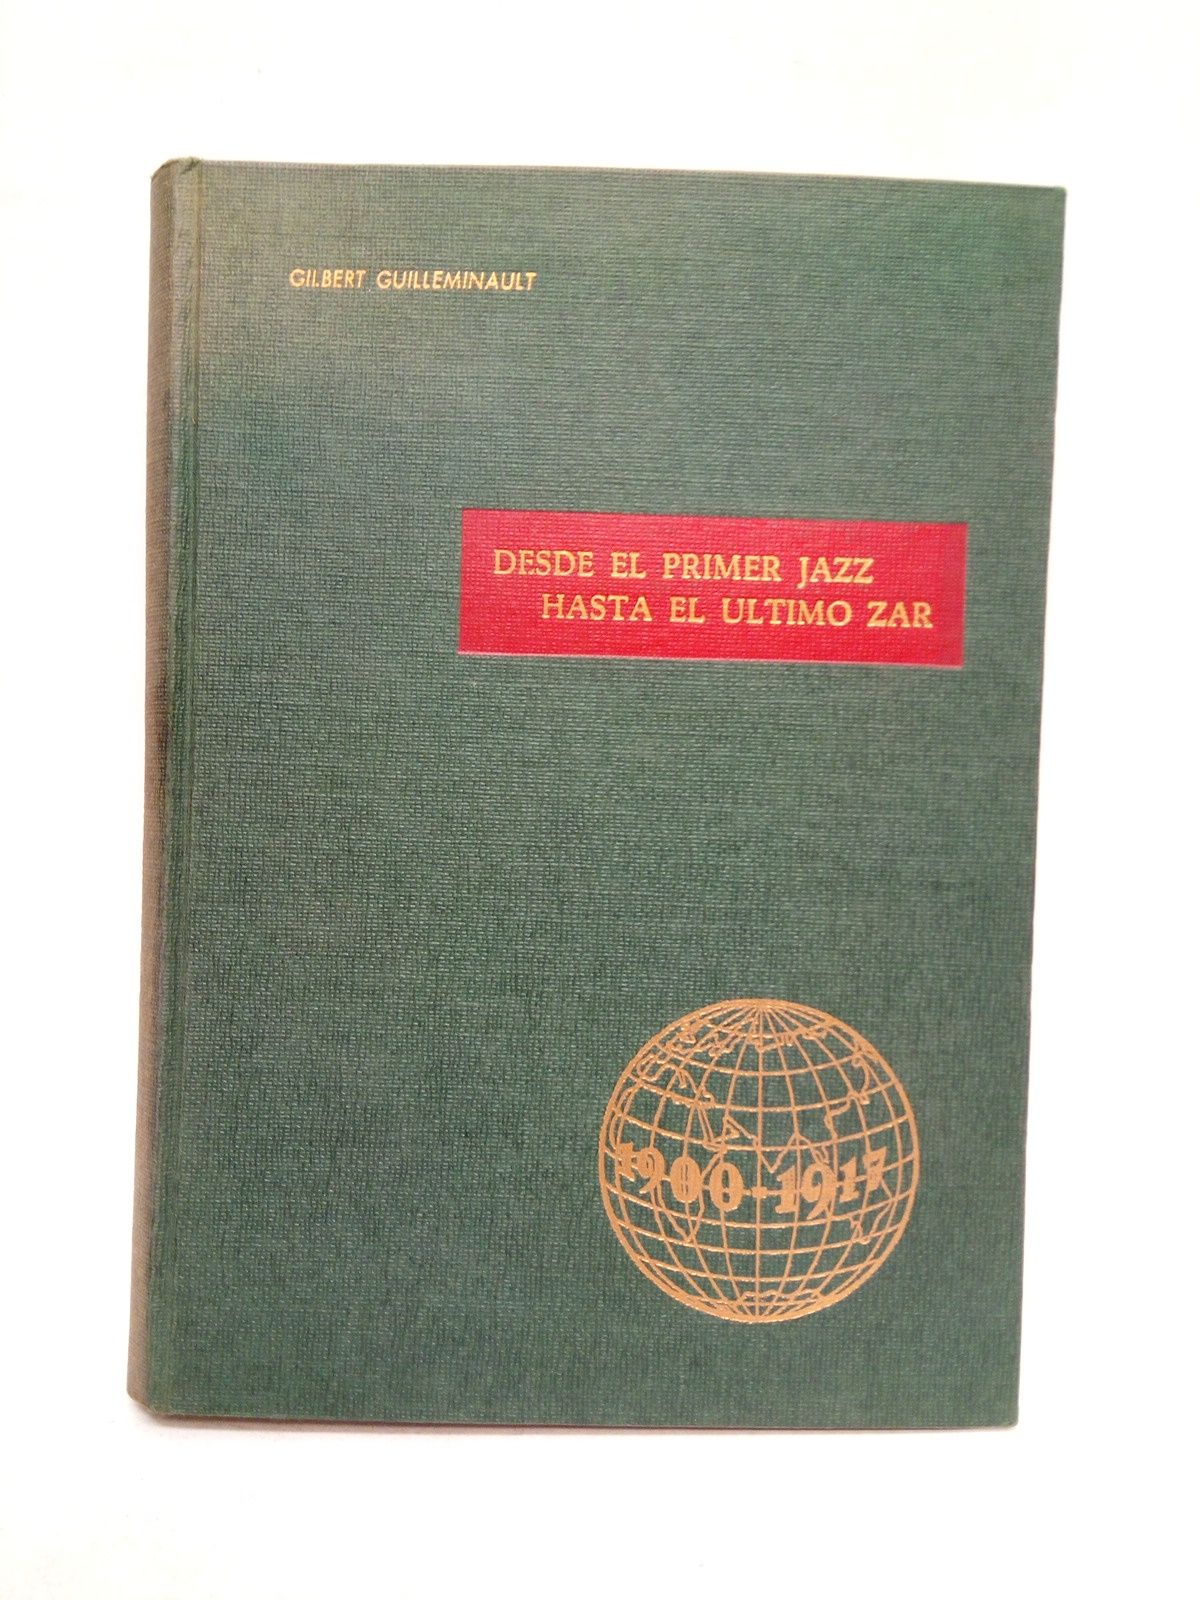 GILBERT GUILLEMINAULT
DESDE EL PRIMER JAZZ
HASTA EL ULTIMO ZAR
1900-1917